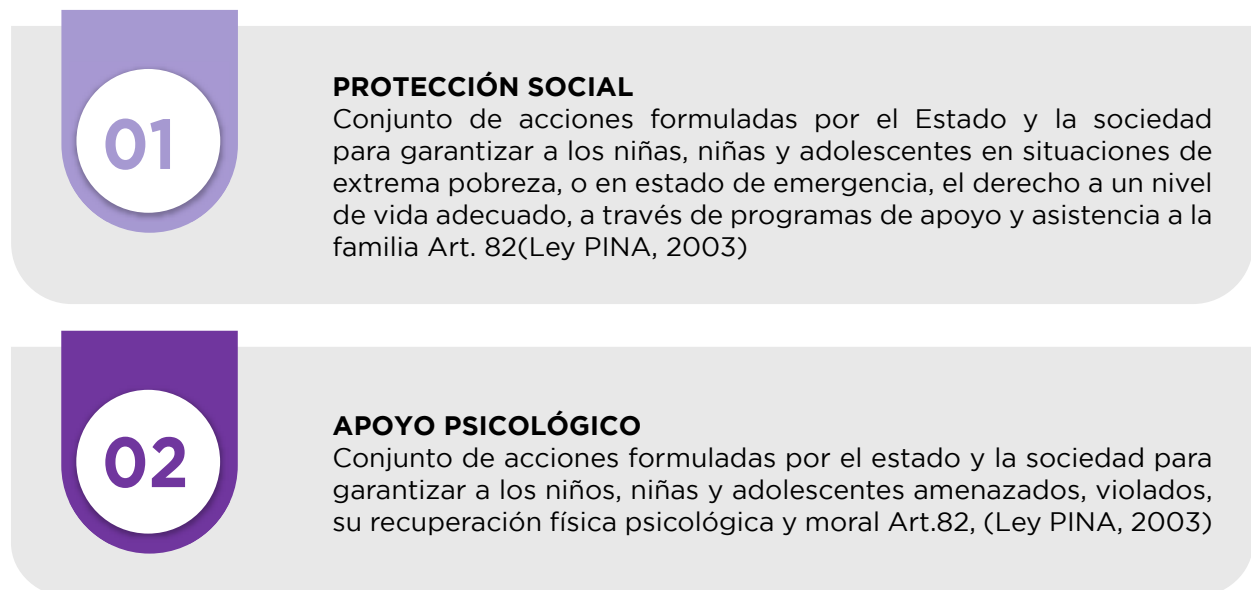 01
PROTECCIÓN SOCIAL
Conjunto de acciones formuladas por el Estado y la sociedad
para garantizar a los niñas, niñas y adolescentes en situaciones de
extrema pobreza, o en estado de emergencia, el derecho a un nivel
de vida adecuado, a través de programas de apoyo y asistencia a la
familia Art. 82(Ley PINA, 2003)
02
APOYO PSICOLÓGICO
Conjunto de acciones formuladas por el estado y la sociedad para
garantizar a los niños, niñas y adolescentes amenazados, violados,
su recuperación física psicológica y moral Art.82, (Ley PINA, 2003)